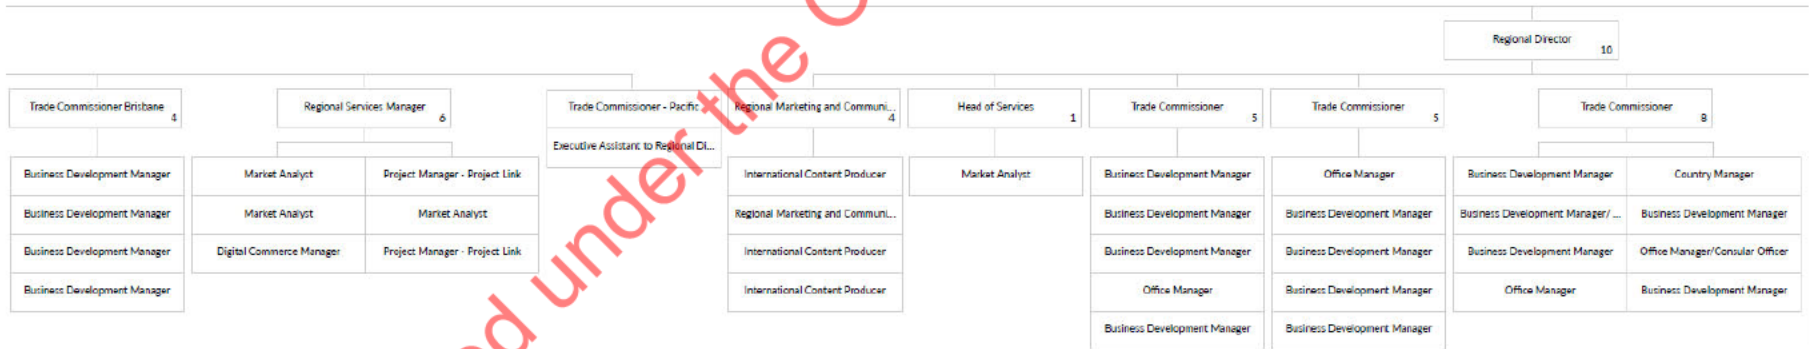 Regional Director
10
Trade Commissioner Brisbane
4
Regional Services Manager
6
Trade Commissioner - Pacific
Executive Assistant to Regional Di...
Regional Marketing and Communi...
4
Head of Services
1
Trade Commissioner
5
Trade Commissioner
5
Trade Commissioner
8
Business Development Manager
Business Development Manager
Business Development Manager
Business Development Manager
Market Analyst
Market Analyst
Digital Commerce Manager
Project Manager - Project Link
Market Analyst
Project Manager - Project Link
International Content Producer
Regional Marketing and Communi...
International Content Producer
International Content Producer
Market Analyst
Business Development Manager
Business Development Manager
Business Development Manager
Office Manager
Business Development Manager
Office Manager
Business Development Manager
Business Development Manager
Business Development Manager
Business Development Manager
Business Development Manager
Business Development Manager/ ...
Business Development Manager
Office Manager
Country Manager
Business Development Manager
Office Manager/Consular Officer
Business Development Manager
under the